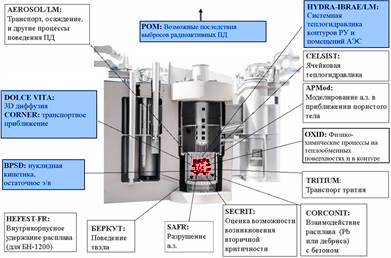 AEROSOL/LM:
Транспорт, осаждение,
и другие процессы
поведения ПД
РОМ: Возможные последствия
выбросов радиоактивных ПД
HYDRA-IBRAE/LM:
Системная
теплогидравлика
контуров РУ и
помещений АЭС
CELSIST:
Ячейковая
теплогидравлика
APMod:
Моделирование а.з. в
приближении пористого
тела
OXID: Физико-
химические процессы на
теплообменных
поверхностях и в контуре
TRITIUM:
Транспорт трития
DOLCE VITA:
3D диффузия
CORNER: транспортное
приближение
BPSD: нуклидная
кинетика,
остаточное э/в
HEFEST-FR:
Внутрикорпусное
удержание расплава
(для БН-1200)
БЕРКУТ:
Поведение
твэла
SAFR:
Разрушение
а.з.
SECRIT:
Оценка возможности
возникновения
вторичной
критичности
CORCONIT:
Взаимодействие
расплава (Pb
или дебриса) с
бетоном